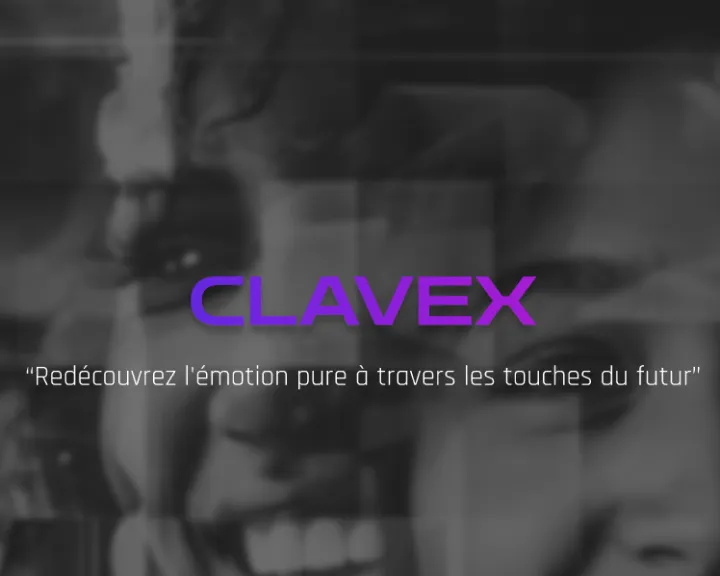 CLAVEX
“Redécouvrez l'émotion pure à travers les touches du futur”